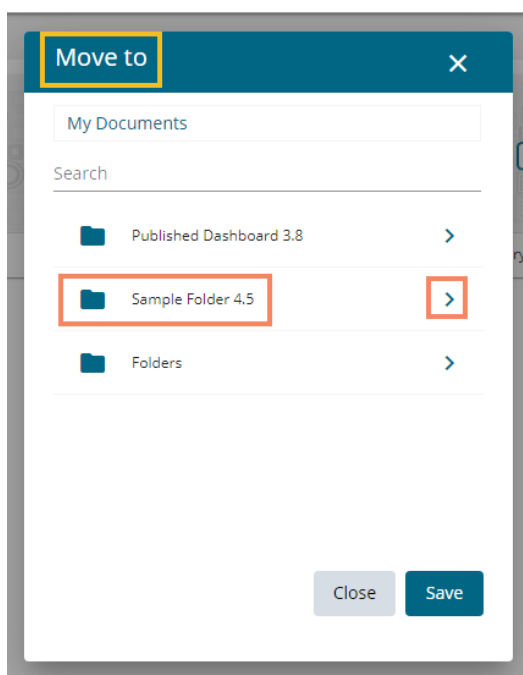 Move to
My Documents
Search
Published Dashboard 3.8
Sample Folder 4.5
Folders
Close
Save